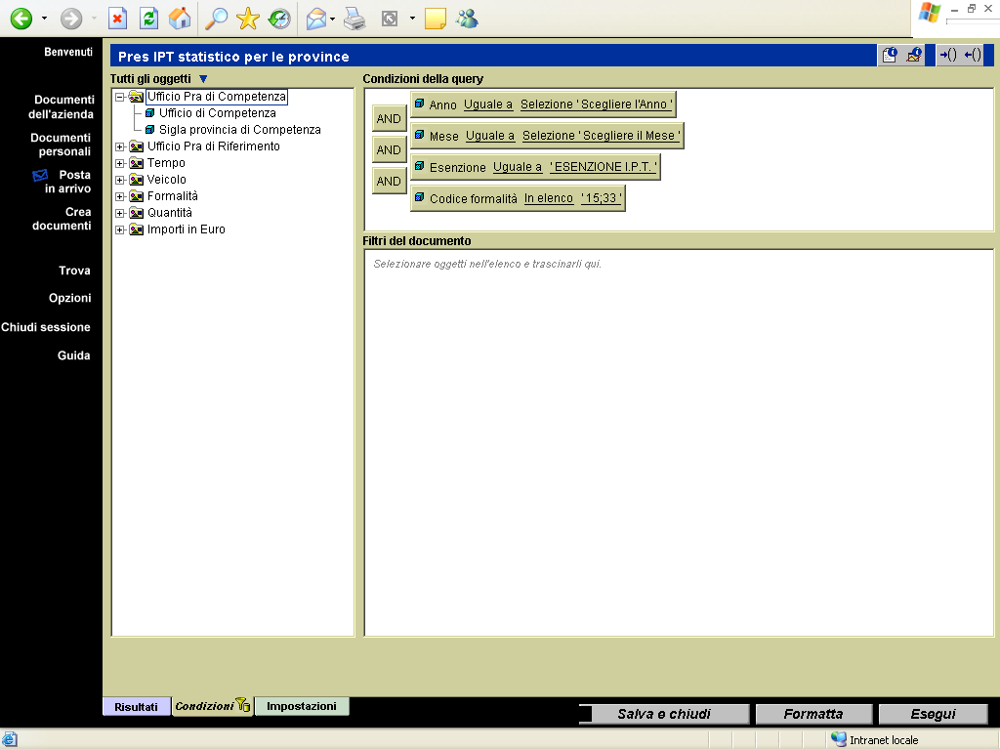 Benvenuti
Documenti
dell'azienda
Documenti
personali
Posta
in arrivo
Crea
documenti
Trova
Opzioni
Chiudi sessione
Guida
Pres IPT statistico per le province
Tutti gli oggetti
Ufficio Pra di Competenza
Ufficio di Competenza
Sigla provincia di Competenza
Ufficio Pra di Riferimento
Tempo
Veicolo
Formalità
Quantità
Importi in Euro
Condizioni della query
Anno Uguale a Selezione ' Scegliere l'Anno '
AND
Mese Uguale a Selezione ' Scegliere il Mese '
AND
Esenzione Uguale a ' ESENZIONE I.P.T. '
AND
Codice formalità In elenco ' 15;33 '
Filtri del documento
Selezionare oggetti nell'elenco e trascinarli qui.
Risultati
Condizioni
Impostazioni
Salva e chiudi
Formatta
Esegui
Intranet locale